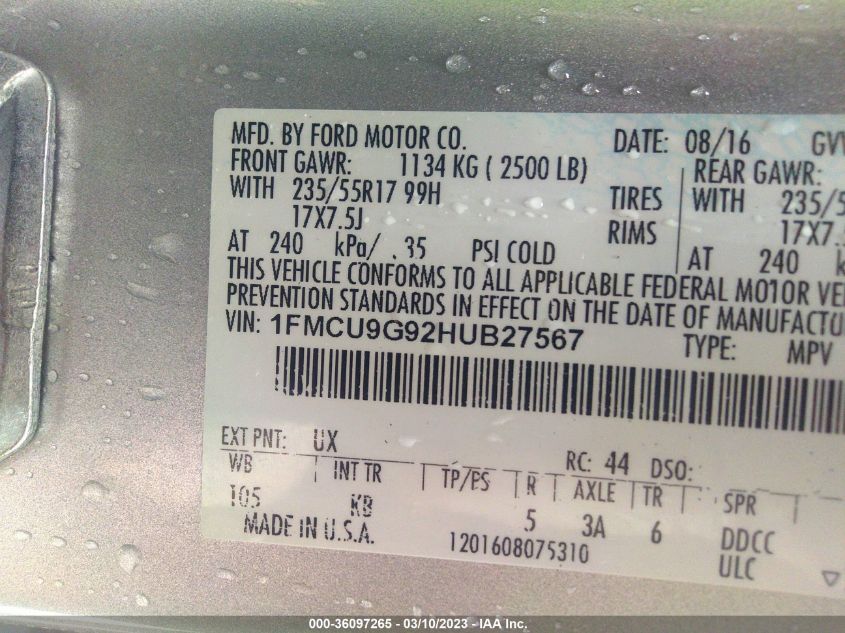 MFD. BY FORD MOTOR CO. DATE: 08/16
FRONT GAWR: 1134 KG ( 2500 LB) REAR GAWR:
WITH 235/55R17 99H TIRES WITH
17X7.5J RIMS
AT 240 kPa/ 35 PSI COLD AT 240
THIS VEHICLE CONFORMS TO ALL APPLICABLE FEDERAL MOTOR
PREVENTION STANDARDS IN EFFECT ON THE DATE OF
VIN: 1FMCU9G92HUB27567 TYPE: MPV
EXT PNT: UX RC: 44 DSO:
WB INT TR TP/PS R AXLE TR SPR
105 KB 5 3A 6 DDCC
MADE IN U.S.A. 1201608075310 ULC
000-36097265 - 03/10/2023 - IAA Inc.